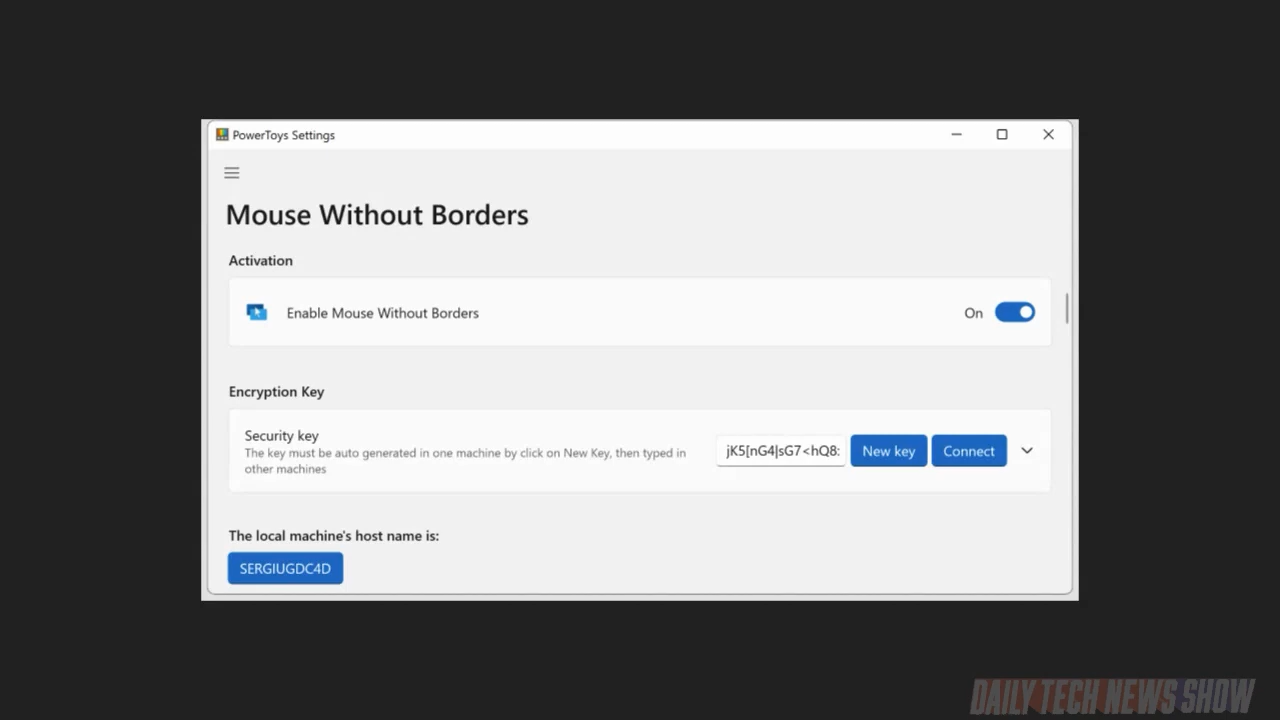 PowerToys Settings
Mouse Without Borders
Activation
Enable Mouse Without Borders
On
Encryption Key
Security key
The key must be auto generated in one machine by click on New Key, then typed in
other machines
jK5[nG4|sG7<hQ8:
New key
Connect
The local machine's host name is:
SERGIUGDC4D
DAILY TECH NEWS SHOW